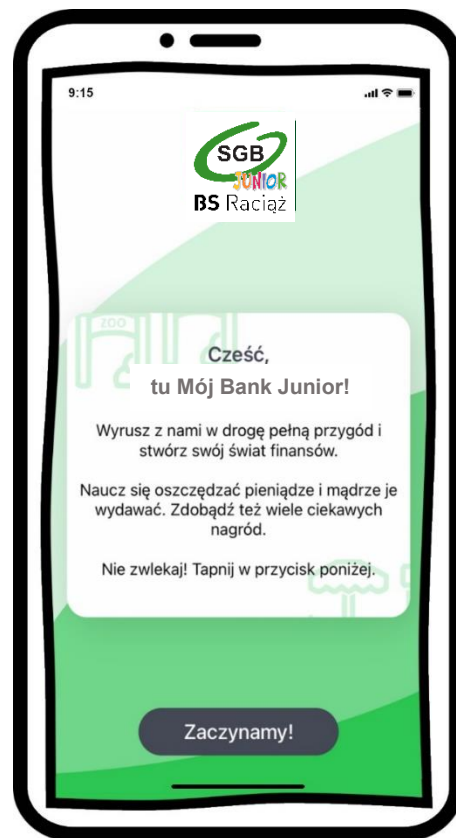 9:15
SGB
JUNIOR
BS Raciąż
ZOO
Cześć,
tu Mój Bank Junior!
Wyrusz z nami w drogę pełną przygód i
stwórz swój świat finansów.
Naucz się oszczędzać pieniądze i mądrze je
wydawać. Zdobądź też wiele ciekawych
nagród.
Nie zwlekaj! Tapnij w przycisk poniżej.
Zaczynamy!